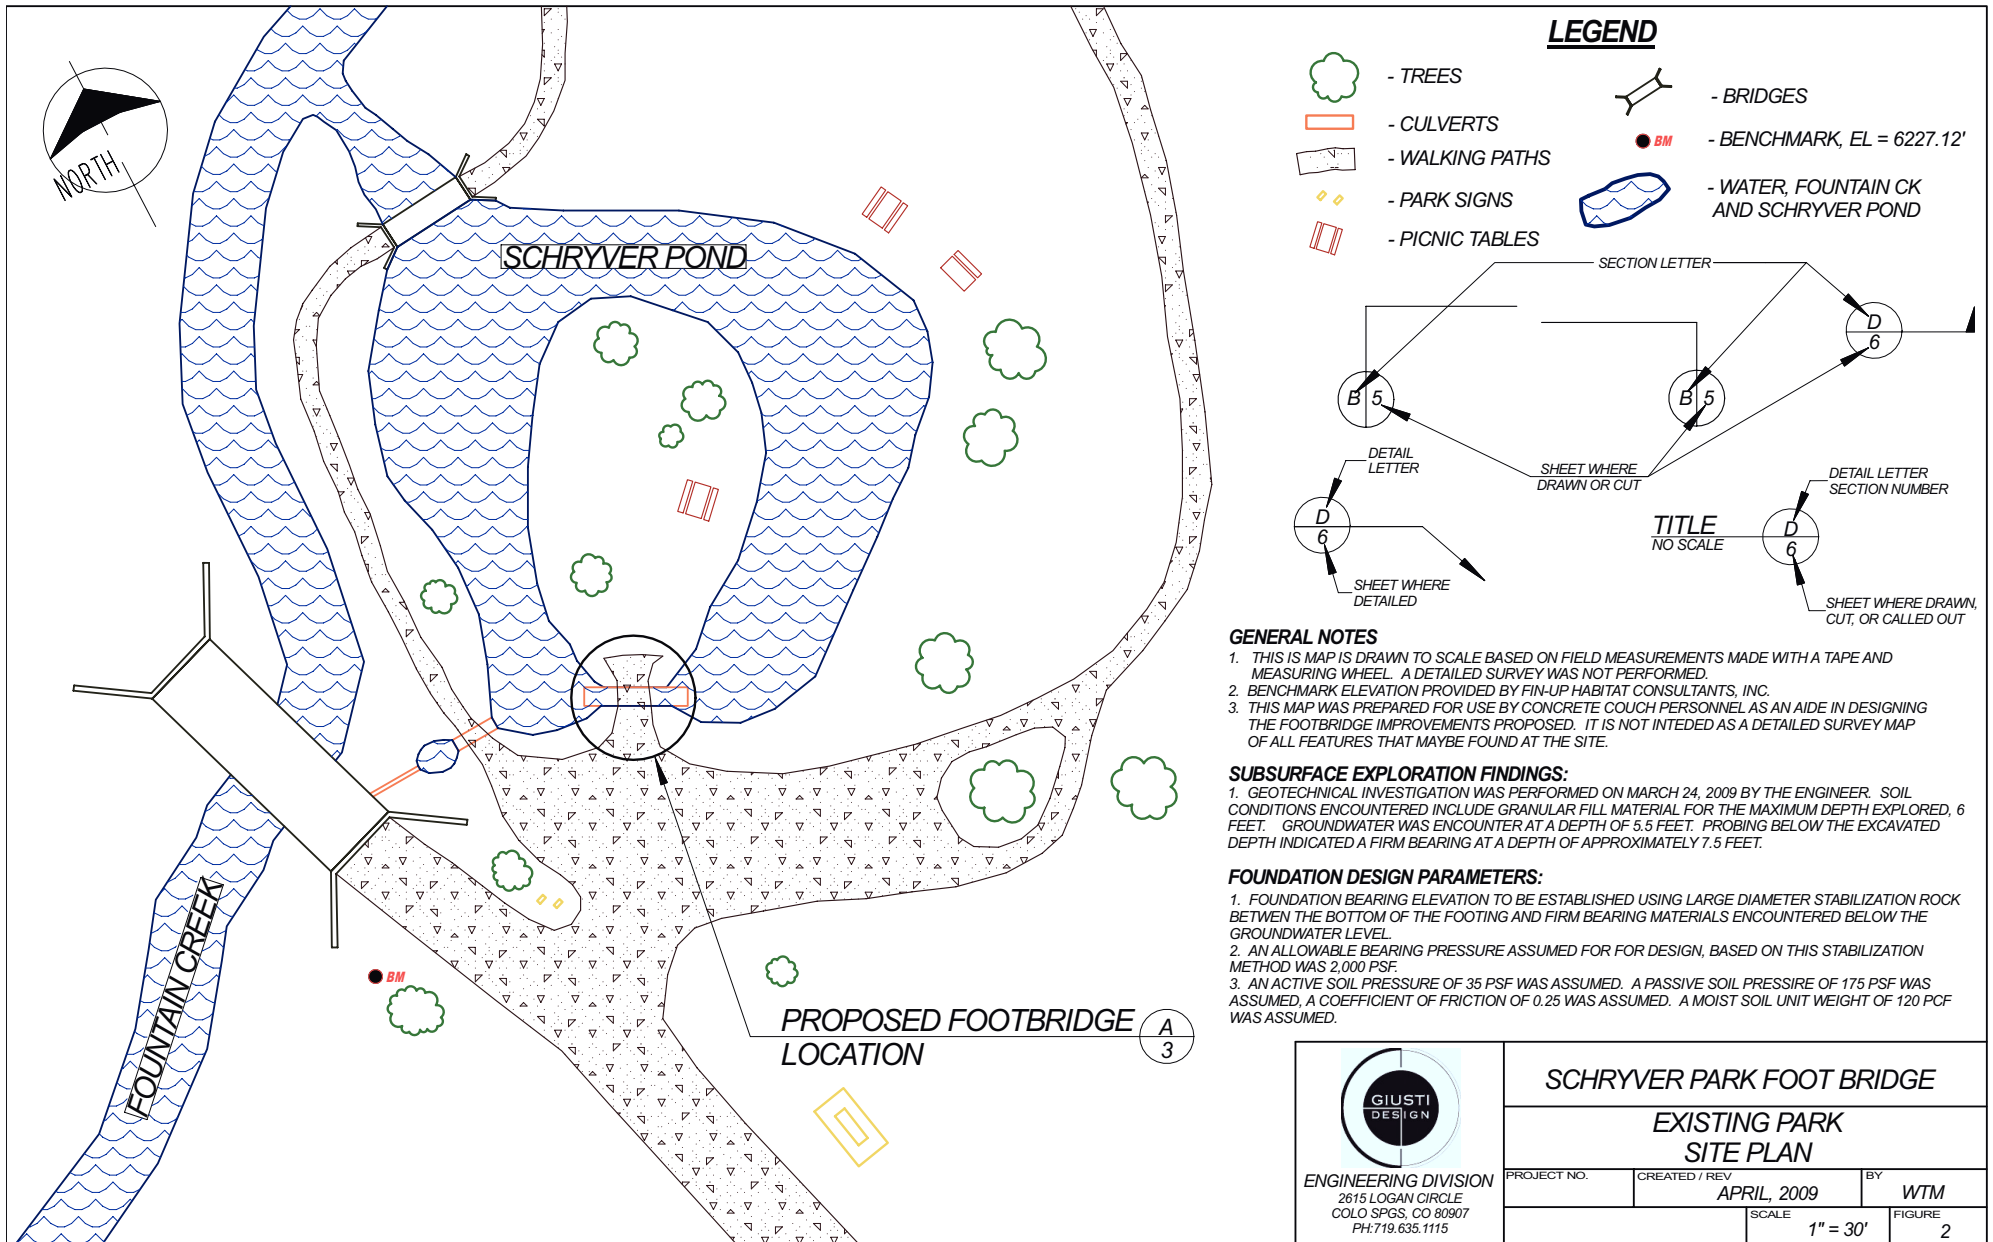 NORTH
SCHRYVER POND
FOUNTAIN CREEK
BM
PROPOSED FOOTBRIDGE
LOCATION
A
3
LEGEND
- TREES
- CULVERTS
- WALKING PATHS
- PARK SIGNS
- PICNIC TABLES
- BRIDGES
BM
- BENCHMARK, EL = 6227.12'
- WATER, FOUNTAIN CK
AND SCHRYVER POND
SECTION LETTER
D
6
B 5
B 5
DETAIL
LETTER
SHEET WHERE
DRAWN OR CUT
DETAIL LETTER
SECTION NUMBER
D
6
TITLE
NO SCALE
D
6
SHEET WHERE
DETAILED
SHEET WHERE DRAWN,
CUT, OR CALLED OUT
GENERAL NOTES
1. THIS IS MAP IS DRAWN TO SCALE BASED ON FIELD MEASUREMENTS MADE WITH A TAPE AND
MEASURING WHEEL. A DETAILED SURVEY WAS NOT PERFORMED.
2. BENCHMARK ELEVATION PROVIDED BY FIN-UP HABITAT CONSULTANTS, INC.
3. THIS MAP WAS PREPARED FOR USE BY CONCRETE COUCH PERSONNEL AS AN AIDE IN DESIGNING
THE FOOTBRIDGE IMPROVEMENTS PROPOSED. IT IS NOT INTEDED AS A DETAILED SURVEY MAP
OF ALL FEATURES THAT MAYBE FOUND AT THE SITE.
SUBSURFACE EXPLORATION FINDINGS:
1. GEOTECHNICAL INVESTIGATION WAS PERFORMED ON MARCH 24, 2009 BY THE ENGINEER. SOIL
CONDITIONS ENCOUNTERED INCLUDE GRANULAR FILL MATERIAL FOR THE MAXIMUM DEPTH EXPLORED, 6
FEET. GROUNDWATER WAS ENCOUNTER AT A DEPTH OF 5.5 FEET. PROBING BELOW THE EXCAVATED
DEPTH INDICATED A FIRM BEARING AT A DEPTH OF APPROXIMATELY 7.5 FEET.
FOUNDATION DESIGN PARAMETERS:
1. FOUNDATION BEARING ELEVATION TO BE ESTABLISHED USING LARGE DIAMETER STABILIZATION ROCK
BETWEN THE BOTTOM OF THE FOOTING AND FIRM BEARING MATERIALS ENCOUNTERED BELOW THE
GROUNDWATER LEVEL.
2. AN ALLOWABLE BEARING PRESSURE ASSUMED FOR FOR DESIGN, BASED ON THIS STABILIZATION
METHOD WAS 2,000 PSF.
3. AN ACTIVE SOIL PRESSURE OF 35 PSF WAS ASSUMED. A PASSIVE SOIL PRESSIRE OF 175 PSF WAS
ASSUMED, A COEFFICIENT OF FRICTION OF 0.25 WAS ASSUMED. A MOIST SOIL UNIT WEIGHT OF 120 PCF
WAS ASSUMED.
GIUSTI
DESIGN
ENGINEERING DIVISION
2615 LOGAN CIRCLE
COLO SPGS, CO 80907
PH:719.635.1115
SCHRYVER PARK FOOT BRIDGE
EXISTING PARK
SITE PLAN
PROJECT NO.
CREATED / REV
APRIL, 2009
BY
WTM
SCALE
1" = 30'
FIGURE
2